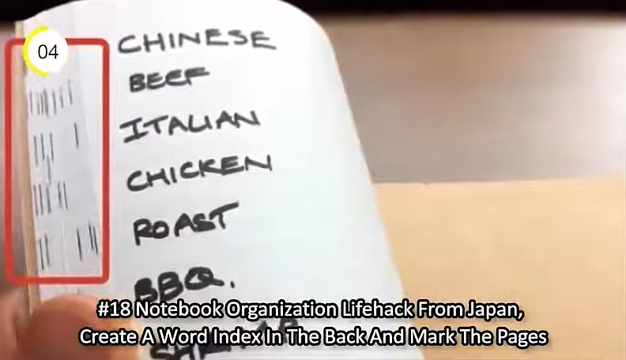 04
CHINESE
BEEF
ITALIAN
CHICKEN
ROAST
BBQ.
#18 Notebook Organization Lifehack From Japan,
Create A Word Index In The Back And Mark The Pages